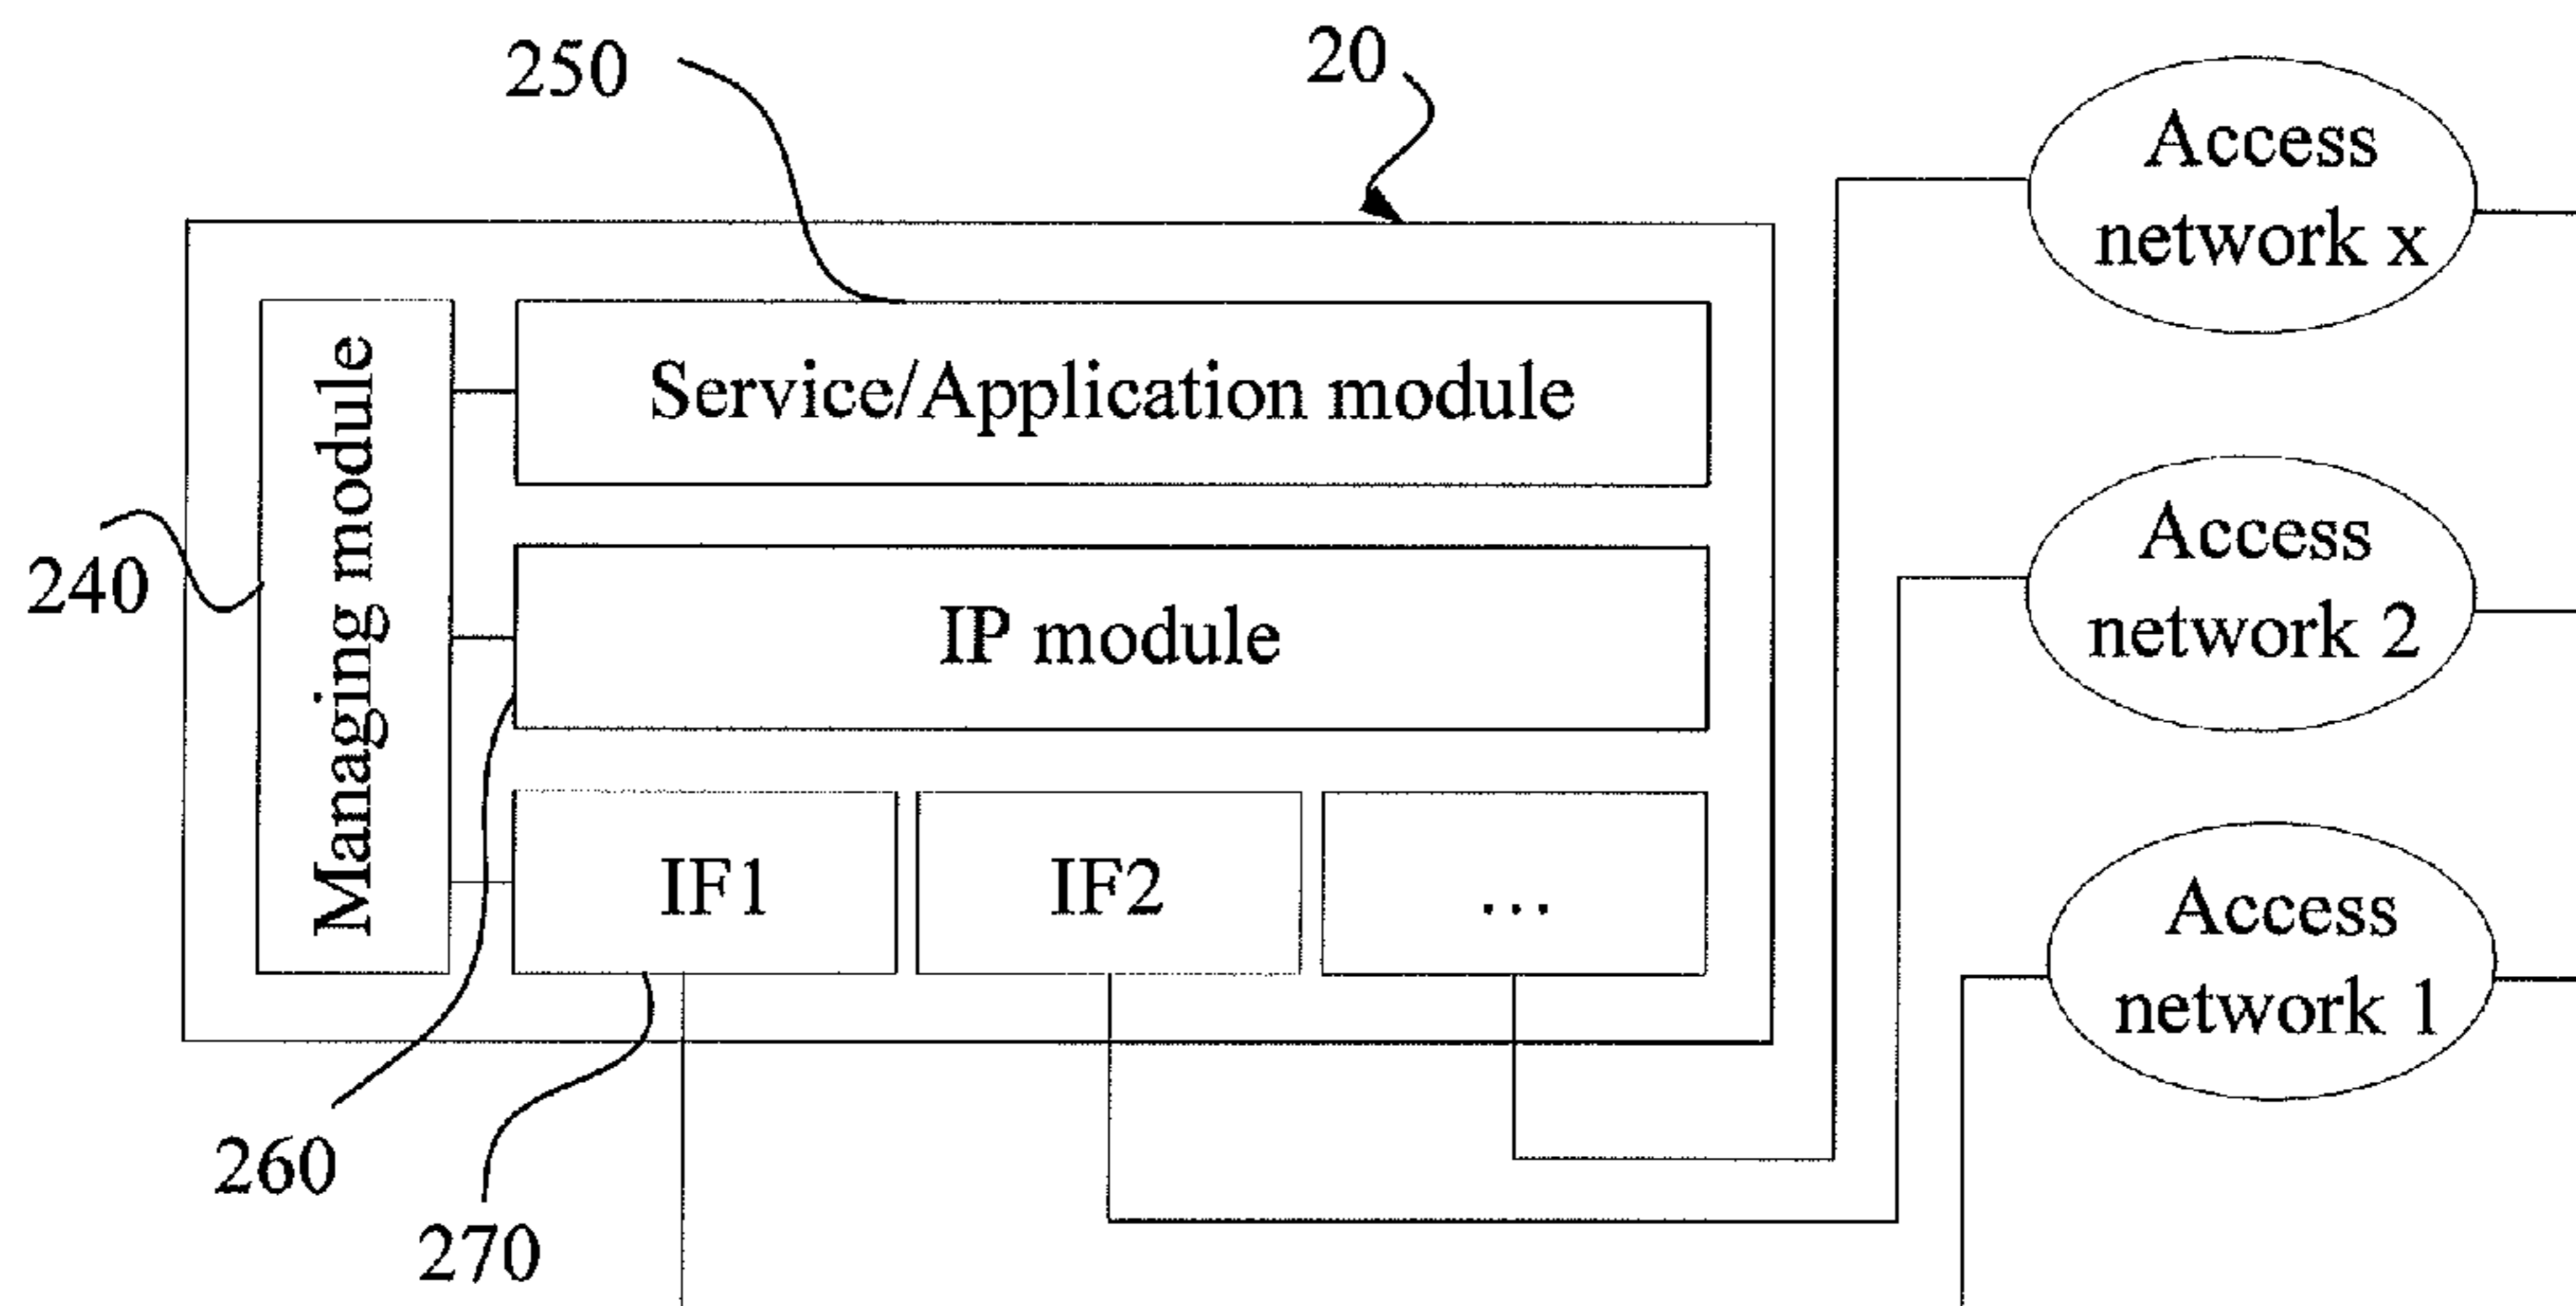 250
20
Access
network x
Service/Application module
Managing module
240
Access
network 2
IP module
IF1
IF2
...
Access
network 1
260
270